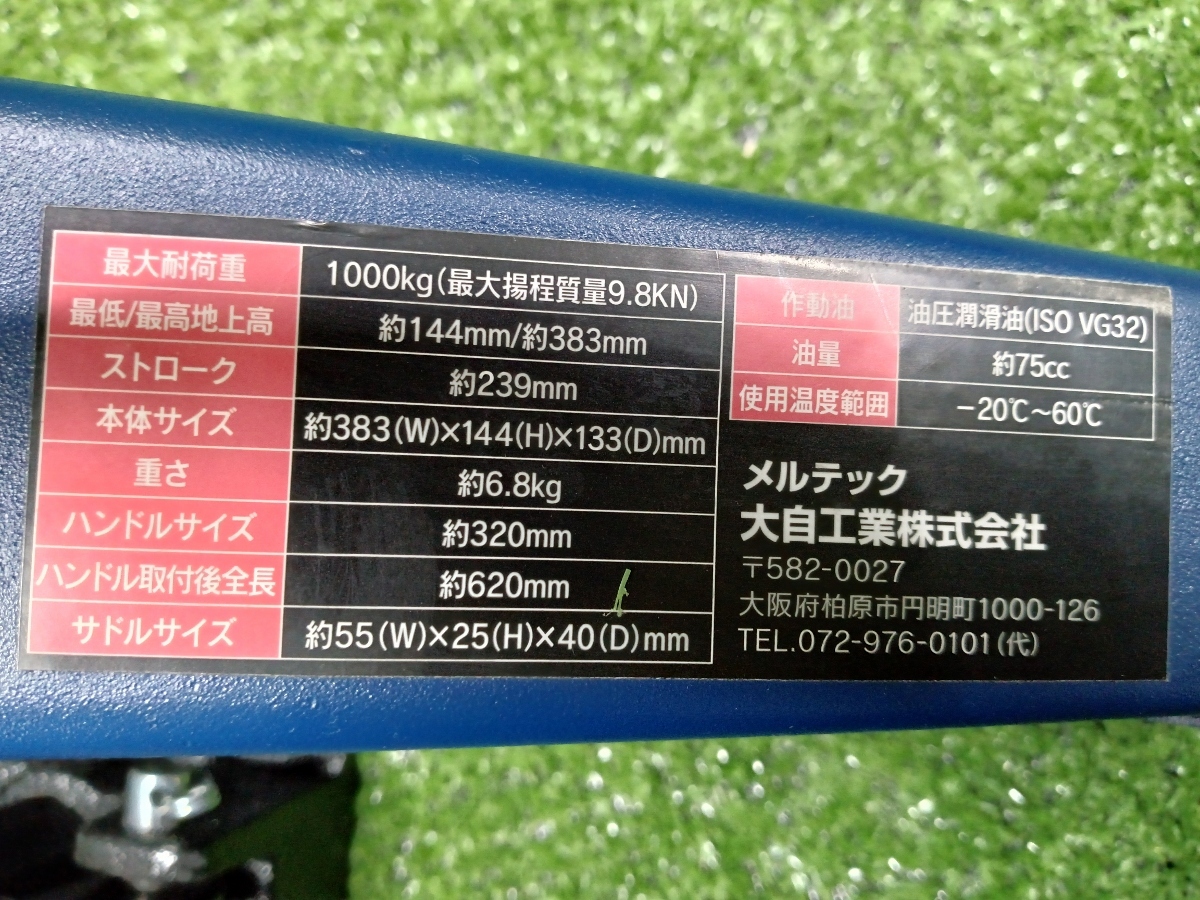 最大耐荷重 1000kg(最大揚程質量9.8KN)
最低/最高地上高 約144mm/約383mm
ストローク 約239mm
本体サイズ 約383(W)×144(H)×133(D)mm
重さ 約6.8kg
ハンドルサイズ 約320mm
ハンドル取付後全長 約620mm
サドルサイズ 約55(W)×25(H)×40(D)mm
作動油 油圧潤滑油(ISO VG32)
油量 約75cc
使用温度範囲 −20℃~60℃
メルテック
大自工業株式会社
〒582-0027
大阪府柏原市円明町1000-126
TEL.072-976-0101(代)